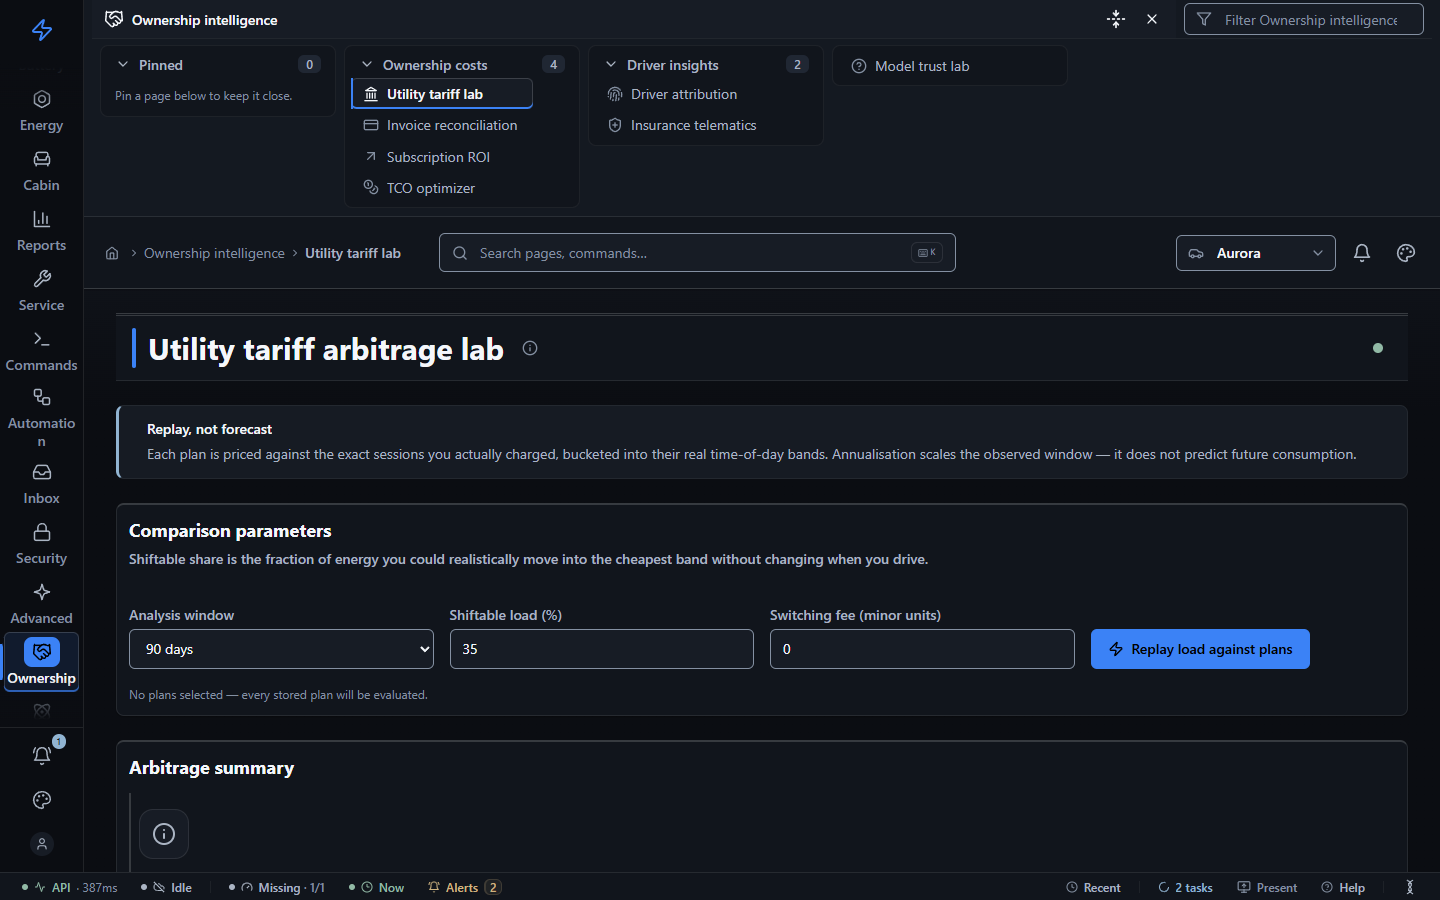 Ownership intelligence
Filter Ownership intelligence
Pinned 0
Pin a page below to keep it close.
Ownership costs 4
Utility tariff lab
Invoice reconciliation
Subscription ROI
TCO optimizer
Driver insights 2
Driver attribution
Insurance telematics
Model trust lab
Energy
Cabin
Reports
Service
Commands
Automatio
n
Inbox
Security
Advanced
Ownership
1
Ownership intelligence
Utility tariff lab
Search pages, commands...
K
Aurora
Utility tariff arbitrage lab
Replay, not forecast
Each plan is priced against the exact sessions you actually charged, bucketed into their real time-of-day bands. Annualisation scales the observed window — it does not predict future consumption.
Comparison parameters
Shiftable share is the fraction of energy you could realistically move into the cheapest band without changing when you drive.
Analysis window
90 days
Shiftable load (%)
35
Switching fee (minor units)
0
Replay load against plans
No plans selected — every stored plan will be evaluated.
Arbitrage summary
API · 387ms
Idle
Missing · 1/1
Now
Alerts 2
Recent
2 tasks
Present
Help